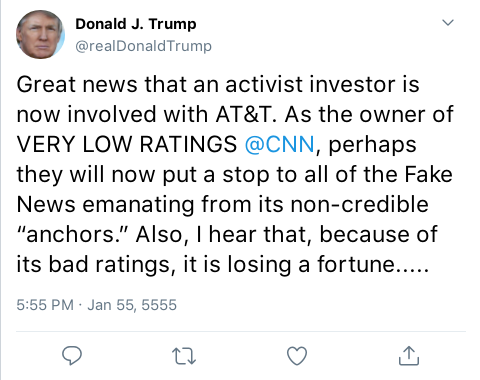 Donald J. Trump
@realDonaldTrump
Great news that an activist investor is
now involved with AT&T. As the owner of
VERY LOW RATINGS @CNN, perhaps
they will now put a stop to all of the Fake
News emanating from its non-credible
“anchors.” Also, I hear that, because of
its bad ratings, it is losing a fortune.....
5:55 PM · Jan 55, 5555